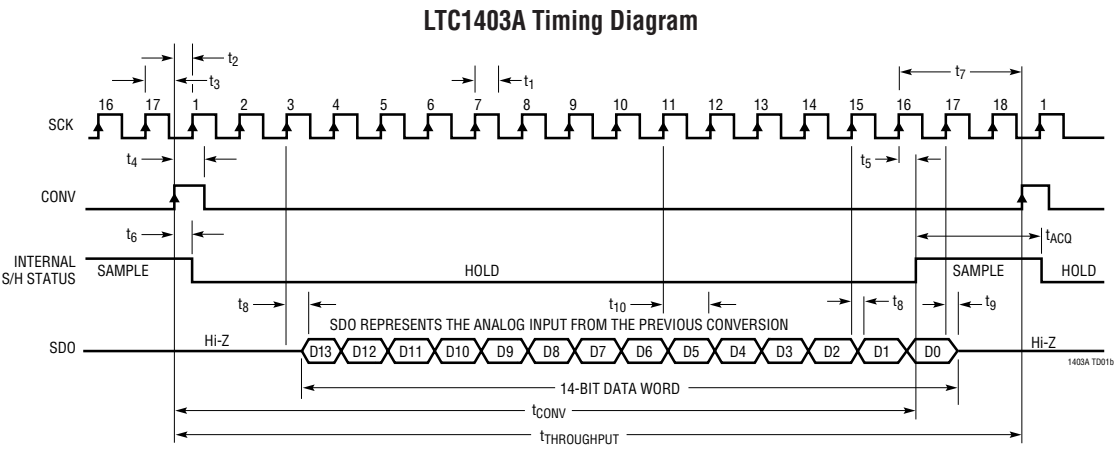 LTC1403A Timing Diagram
t2
t3
t1
t7
16 17 1 2 3 4 5 6 7 8 9 10 11 12 13 14 15 16 17 18 1
SCK
t4
t5
CONV
t6
tACQ
INTERNAL
S/H STATUS
SAMPLE HOLD SAMPLE HOLD
t8 t10 t8 t9
SDO REPRESENTS THE ANALOG INPUT FROM THE PREVIOUS CONVERSION
SDO Hi-Z D13 D12 D11 D10 D9 D8 D7 D6 D5 D4 D3 D2 D1 D0 Hi-Z
1403A TD01b
14-BIT DATA WORD
tCONV
tTHROUGHPUT